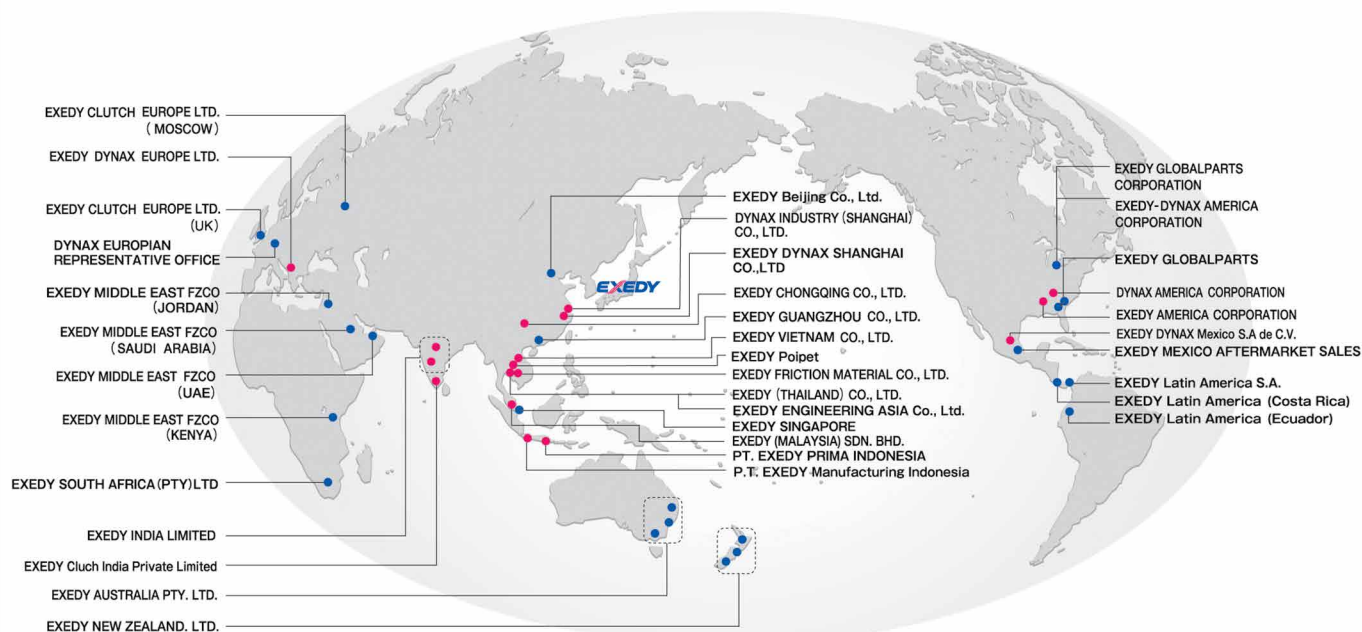 EXEDY CLUTCH EUROPE LTD.
(MOSCOW)
EXEDY DYNAX EUROPE LTD.
EXEDY CLUTCH EUROPE LTD.
(UK)
DYNAX EUROPIAN
REPRESENTATIVE OFFICE
EXEDY MIDDLE EAST FZCO
(JORDAN)
EXEDY MIDDLE EAST FZCO
(SAUDI ARABIA)
EXEDY MIDDLE EAST FZCO
(UAE)
EXEDY MIDDLE EAST FZCO
(KENYA)
EXEDY SOUTH AFRICA(PTY)LTD
EXEDY INDIA LIMITED
EXEDY Cluch India Private Limited
EXEDY AUSTRALIA PTY. LTD.
EXEDY NEW ZEALAND. LTD.
EXEDY
EXEDY Beijing Co., Ltd.
DYNAX INDUSTRY (SHANGHAI)
CO., LTD.
EXEDY DYNAX SHANGHAI
CO.,LTD
EXEDY CHONGQING CO., LTD.
EXEDY GUANGZHOU CO., LTD.
EXEDY VIETNAM CO., LTD.
EXEDY Poipet
EXEDY FRICTION MATERIAL CO., LTD.
EXEDY (THAILAND) CO., LTD.
EXEDY ENGINEERING ASIA Co., Ltd.
EXEDY SINGAPORE
EXEDY (MALAYSIA) SDN. BHD.
PT. EXEDY PRIMA INDONESIA
P.T. EXEDY Manufacturing Indonesia
EXEDY GLOBALPARTS
CORPORATION
EXEDY-DYNAX AMERICA
CORPORATION
EXEDY GLOBALPARTS
DYNAX AMERICA CORPORATION
EXEDY AMERICA CORPORATION
EXEDY DYNAX Mexico S.A de C.V.
EXEDY MEXICO AFTERMARKET SALES
EXEDY Latin America S.A.
EXEDY Latin America (Costa Rica)
EXEDY Latin America (Ecuador)